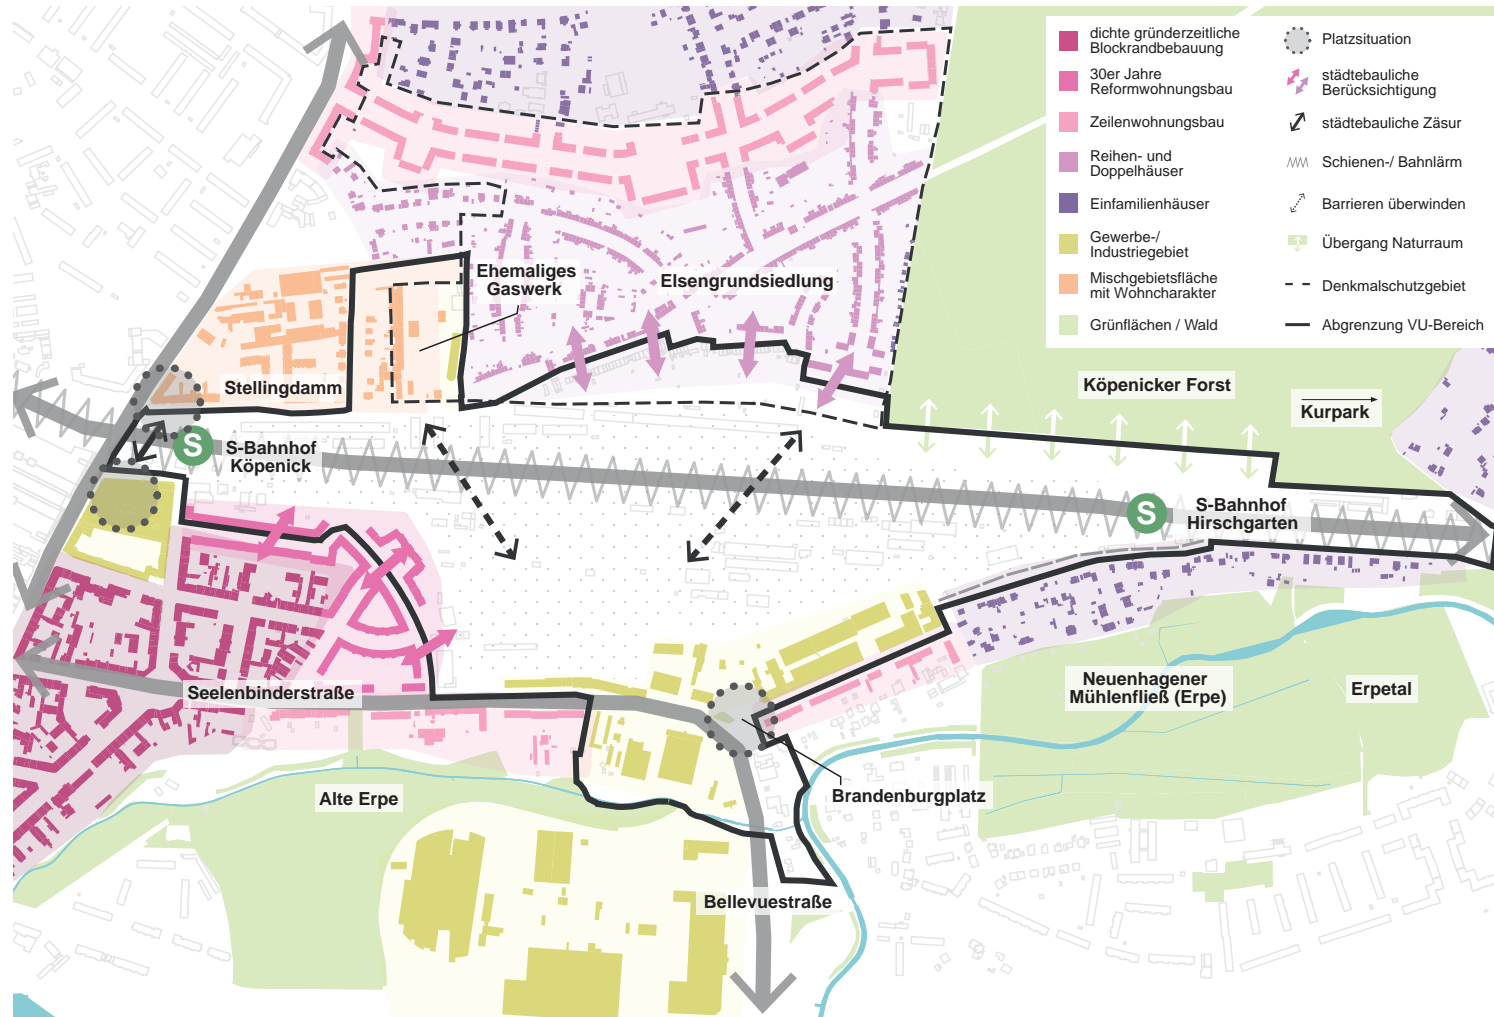 dichte gründerzeitliche
Blockrandbebauung
30er Jahre
Reformwohnungsbau
Zeilenwohnungsbau
Reihen- und
Doppelhäuser
Einfamilienhäuser
Gewerbe-/
Industriegebiet
Mischgebietsfläche
mit Wohncharakter
Grünflächen / Wald
Platzsituation
städtebauliche
Berücksichtigung
städtebauliche Zäsur
Schienen-/ Bahnlärm
Barrieren überwinden
Übergang Naturraum
Denkmalschutzgebiet
Abgrenzung VU-Bereich
Ehemaliges
Gaswerk
Elsengrundsiedlung
Stellingdamm
Köpenicker Forst
Kurpark
S
S-Bahnhof
Köpenick
S
S-Bahnhof
Hirschgarten
Seelenbinderstraße
Neuenhagener
Mühlenfließ (Erpe)
Erpetal
Alte Erpe
Brandenburgplatz
Bellevuestraße